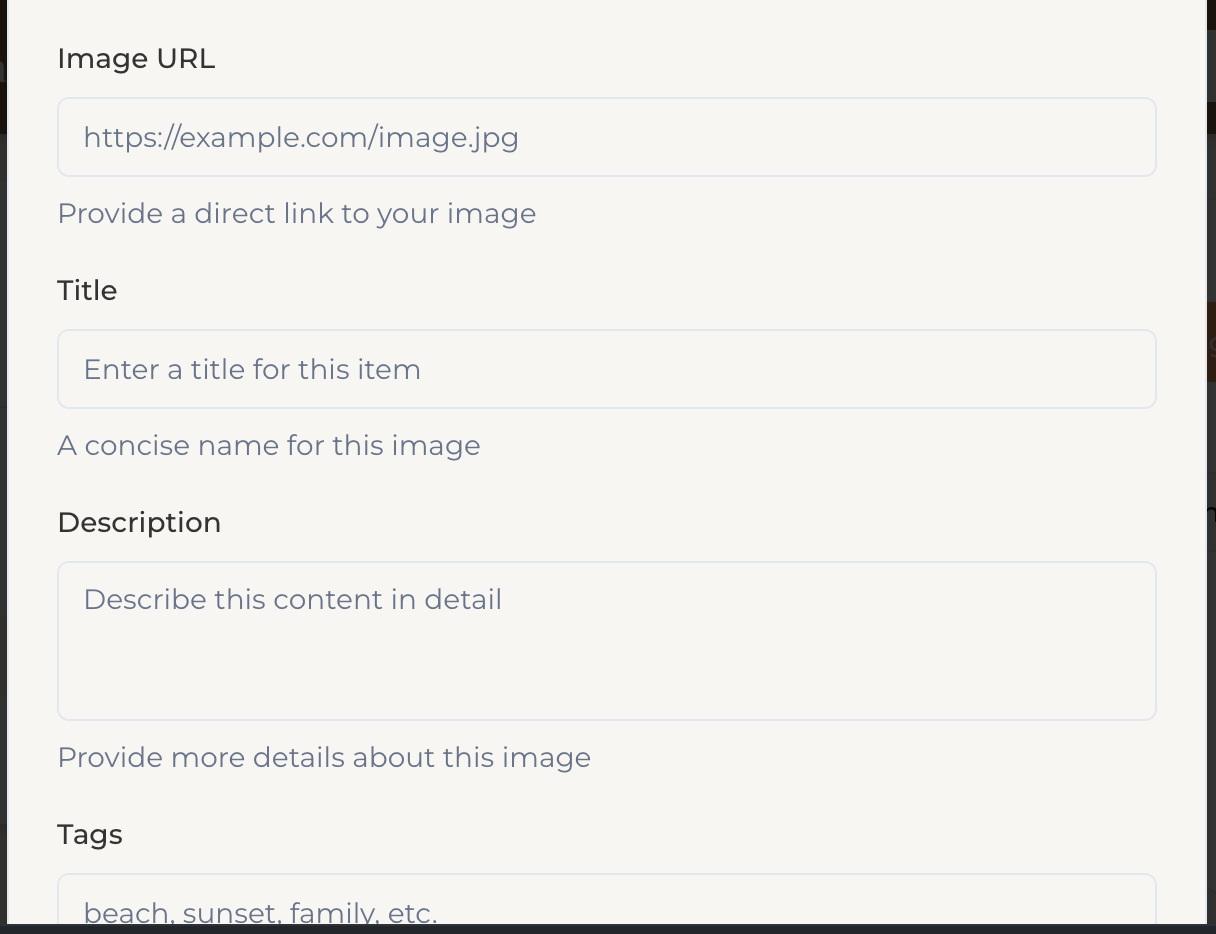 Image URL
https://example.com/image.jpg
Provide a direct link to your image
Title
Enter a title for this item
A concise name for this image
Description
Describe this content in detail
Provide more details about this image
Tags
beach, sunset, family, etc.